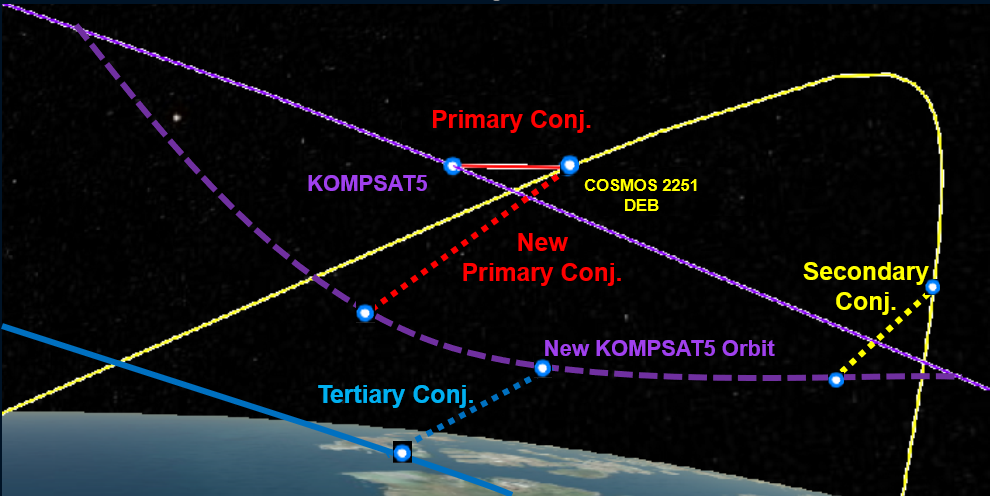 Primary Conj.
KOMPSAT5
COSMOS 2251
DEB
New
Primary Conj.
Secondary
Conj.
New KOMPSAT5 Orbit
Tertiary Conj.